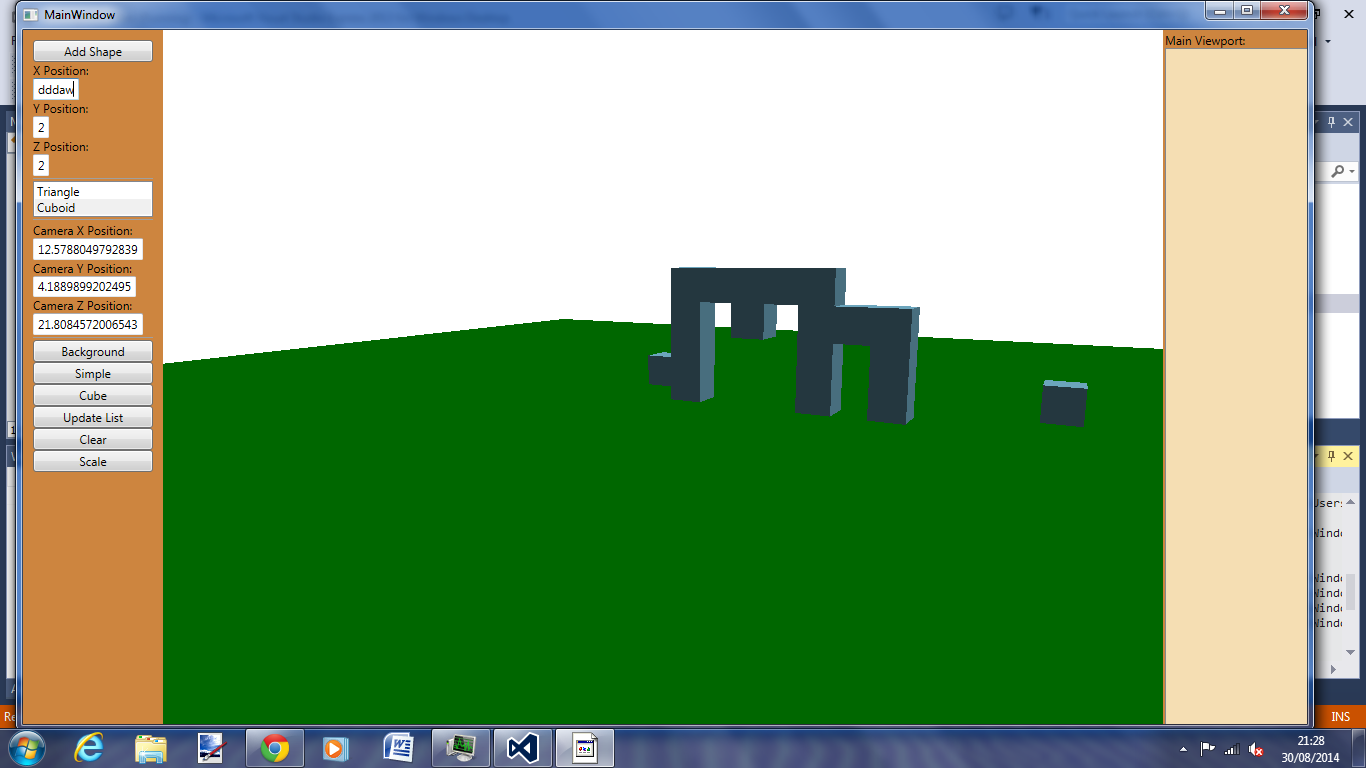 MainWindow
Add Shape
X Position:
dddaw
Y Position:
2
Z Position:
2
Triangle
Cuboid
Camera X Position:
12.5788049792839
Camera Y Position:
4.1889899202495
Camera Z Position:
21.8084572006543
Background
Simple
Cube
Update List
Clear
Scale
Main Viewport:
INS
21:28
30/08/2014